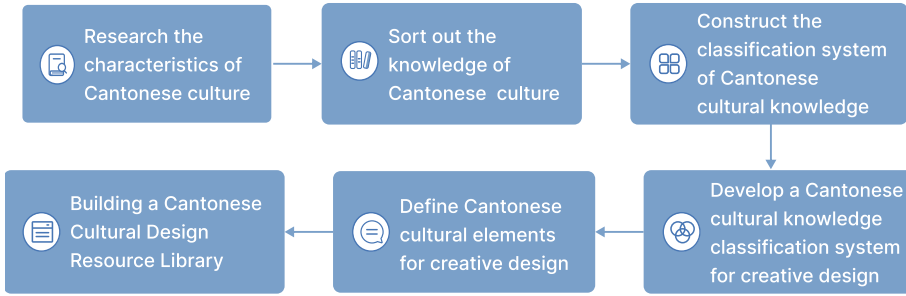 Research the
characteristics of
Cantonese culture
Sort out the
knowledge of
Cantonese culture
Construct the
classification system
of Cantonese
cultural knowledge
Develop a Cantonese
cultural knowledge
classification system
for creative design
Define Cantonese
cultural elements
for creative design
Building a Cantonese
Cultural Design
Resource Library